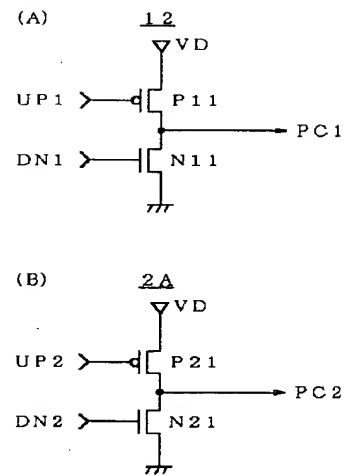 (A) 12
VD
UP1 P11
PC1
DN1 N11
(B) 2A
VD
UP2 P21
PC2
DN2 N21